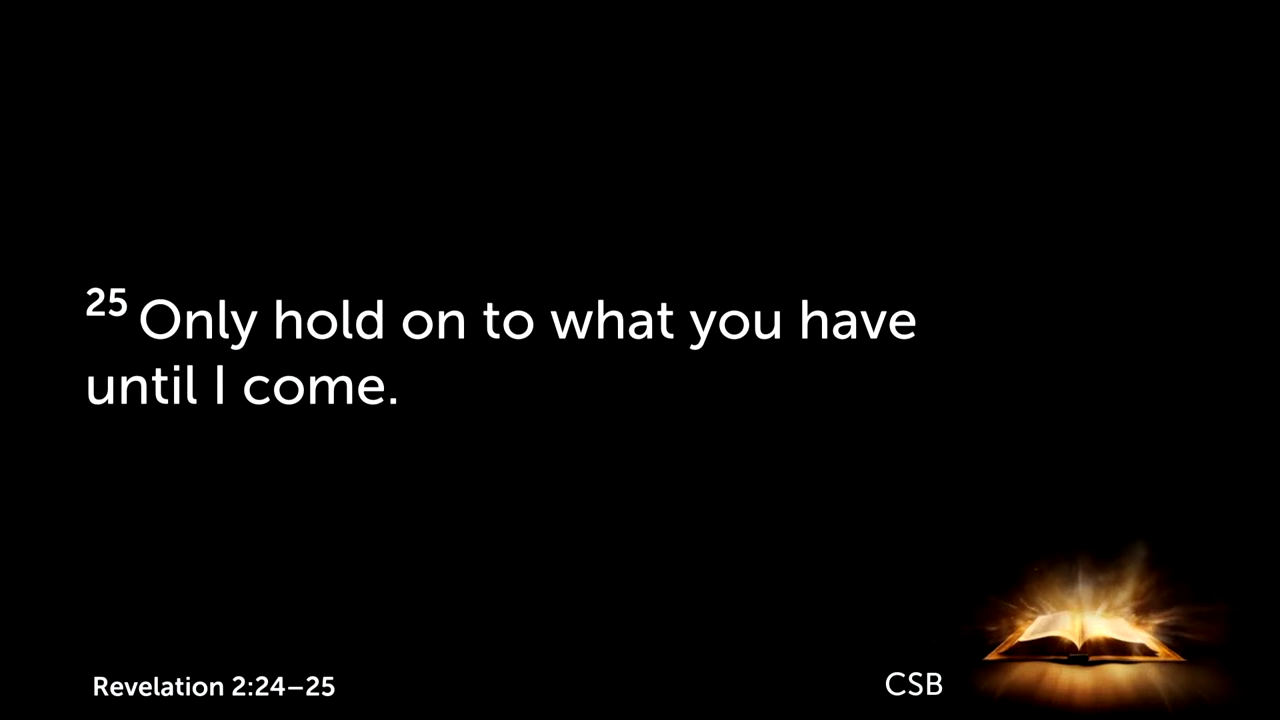 25 Only hold on to what you have
until I come.
Revelation 2:24–25
CSB